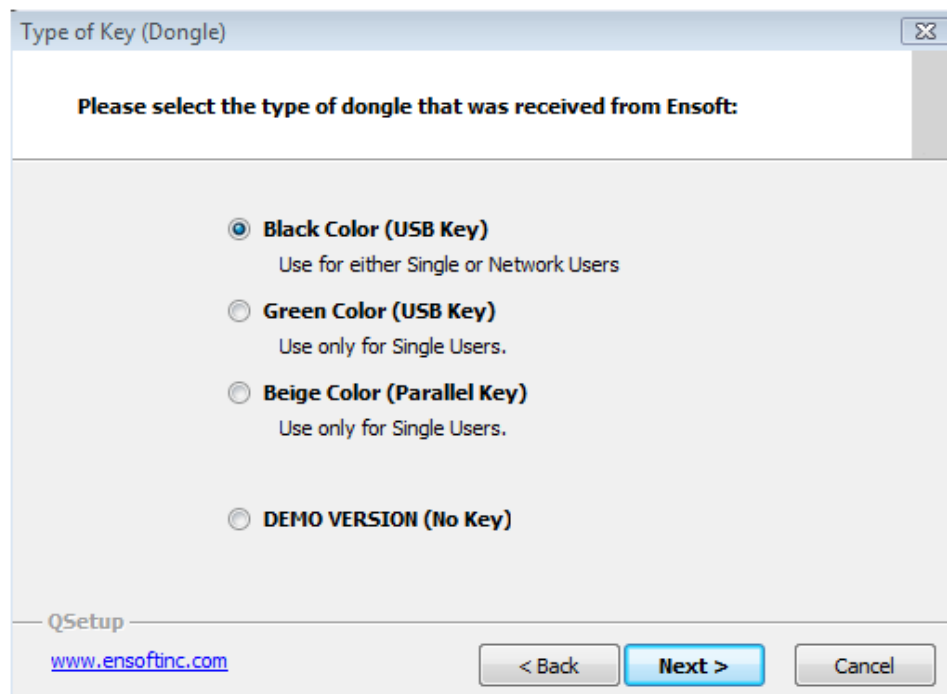 Type of Key (Dongle)
Please select the type of dongle that was received from Ensoft:
Black Color (USB Key)
Use for either Single or Network Users
Green Color (USB Key)
Use only for Single Users.
Beige Color (Parallel Key)
Use only for Single Users.
DEMO VERSION (No Key)
QSetup
www.ensoftinc.com
< Back
Next >
Cancel